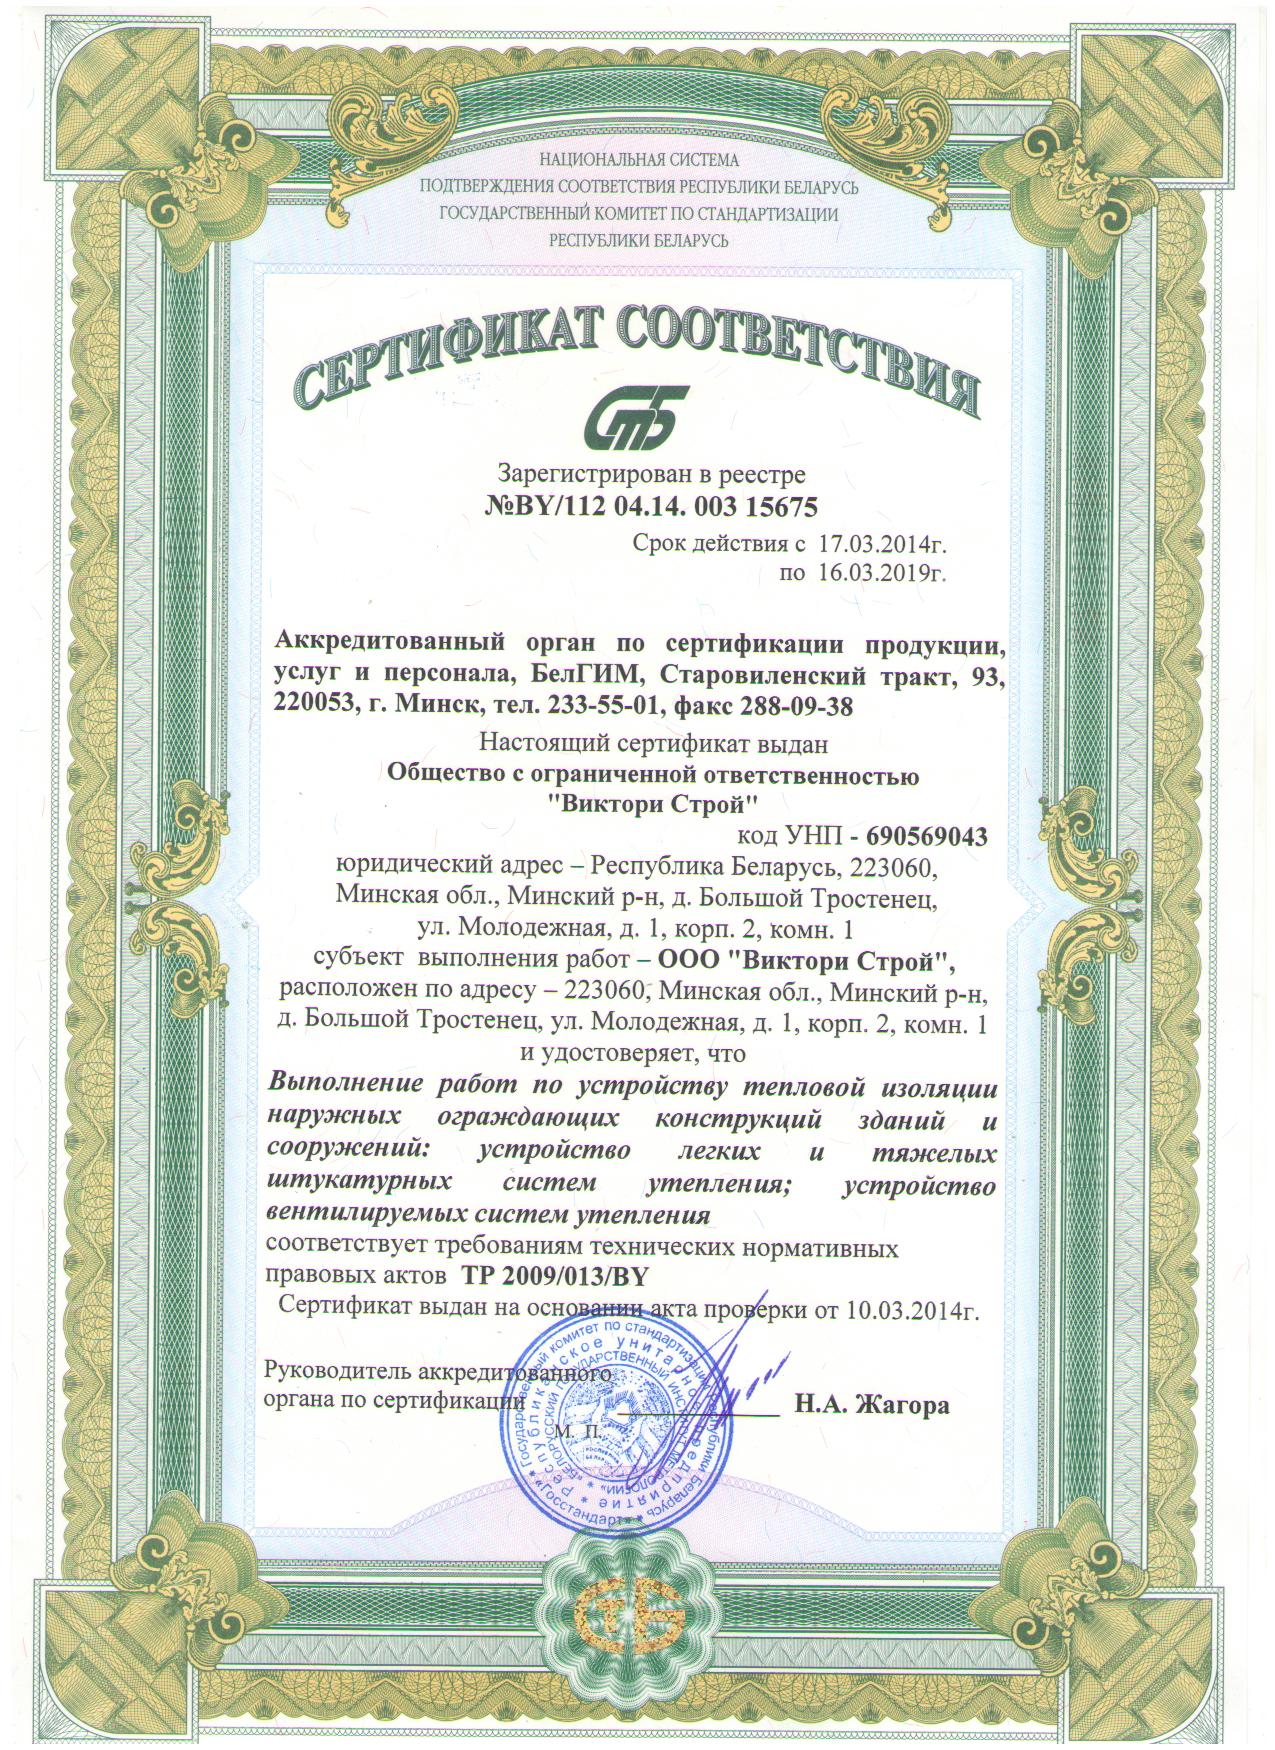 НАЦИОНАЛЬНАЯ СИСТЕМА
ПОДТВЕРЖДЕНИЯ СООТВЕТСТВИЯ РЕСПУБЛИКИ БЕЛАРУСЬ
ГОСУДАРСТВЕННЫЙ КОМИТЕТ ПО СТАНДАРТИЗАЦИИ
РЕСПУБЛИКИ БЕЛАРУСЬ
СЕРТИФИКАТ СООТВЕТСТВИЯ
СТБ
Зарегистрирован в реестре
№BY/112 04.14. 003 15675
Срок действия с 17.03.2014г.
по 16.03.2019г.
Аккредитованный орган по сертификации продукции,
услуг и персонала, БелГИМ, Старовиленский тракт, 93,
220053, г. Минск, тел. 233-55-01, факс 288-09-38
Настоящий сертификат выдан
Общество с ограниченной ответственностью
"Виктори Строй"
код УНП - 690569043
юридический адрес – Республика Беларусь, 223060,
Минская обл., Минский р-н, д. Большой Тростенец,
ул. Молодежная, д. 1, корп. 2, комн. 1
субъект выполнения работ – ООО "Виктори Строй",
расположен по адресу – 223060, Минская обл., Минский р-н,
д. Большой Тростенец, ул. Молодежная, д. 1, корп. 2, комн. 1
и удостоверяет, что
Выполнение работ по устройству тепловой изоляции
наружных ограждающих конструкций зданий и
сооружений: устройство легких и тяжелых
штукатурных систем утепления; устройство
вентилируемых систем утепления
соответствует требованиям технических нормативных
правовых актов ТР 2009/013/BY
Сертификат выдан на основании акта проверки от 10.03.2014г.
Руководитель аккредитованного
органа по сертификации Н.А. Жагора
М. П.
Государственный комитет по стандартизации Республики Беларусь * «Госстандарт» *
Республиканское унитарное предприятие *
«БЕЛОРУССКИЙ ГОСУДАРСТВЕННЫЙ ИНСТИТУТ МЕТРОЛОГИИ» *
СТБ